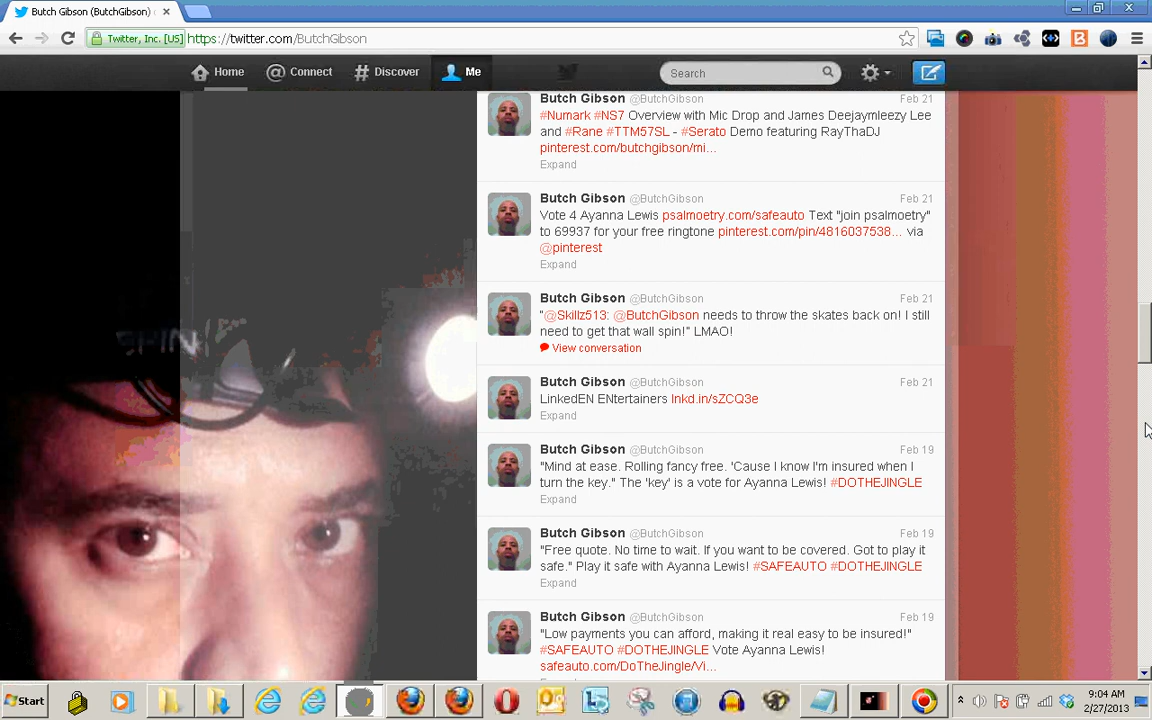 Butch Gibson (ButchGibson)
Twitter, Inc. [US] https://twitter.com/ButchGibson
Home Connect Discover Me Search
Butch Gibson @ButchGibson Feb 21
#Numark #NS7 Overview with Mic Drop and James Deejaymleezy Lee
and #Rane #TTM57SL - #Serato Demo featuring RayThaDJ
pinterest.com/butchgibson/mi...
Expand
Butch Gibson @ButchGibson Feb 21
Vote 4 Ayanna Lewis psalmoetry.com/safeauto Text "join psalmoetry"
to 69937 for your free ringtone pinterest.com/pin/4816037538... via
@pinterest
Expand
Butch Gibson @ButchGibson Feb 21
"@Skillz513: @ButchGibson needs to throw the skates back on! I still
need to get that wall spin!" LMAO!
View conversation
Butch Gibson @ButchGibson Feb 21
LinkedEN ENtertainers lnkd.in/sZCQ3e
Expand
Butch Gibson @ButchGibson Feb 19
"Mind at ease. Rolling fancy free. 'Cause I know I'm insured when I
turn the key." The 'key' is a vote for Ayanna Lewis! #DOTHEJINGLE
Expand
Butch Gibson @ButchGibson Feb 19
"Free quote. No time to wait. If you want to be covered. Got to play it
safe." Play it safe with Ayanna Lewis! #SAFEAUTO #DOTHEJINGLE
Expand
Butch Gibson @ButchGibson Feb 19
"Low payments you can afford, making it real easy to be insured!"
#SAFEAUTO #DOTHEJINGLE Vote Ayanna Lewis!
safeauto.com/DoTheJingle/Vi...
Start
9:04 AM
2/27/2013